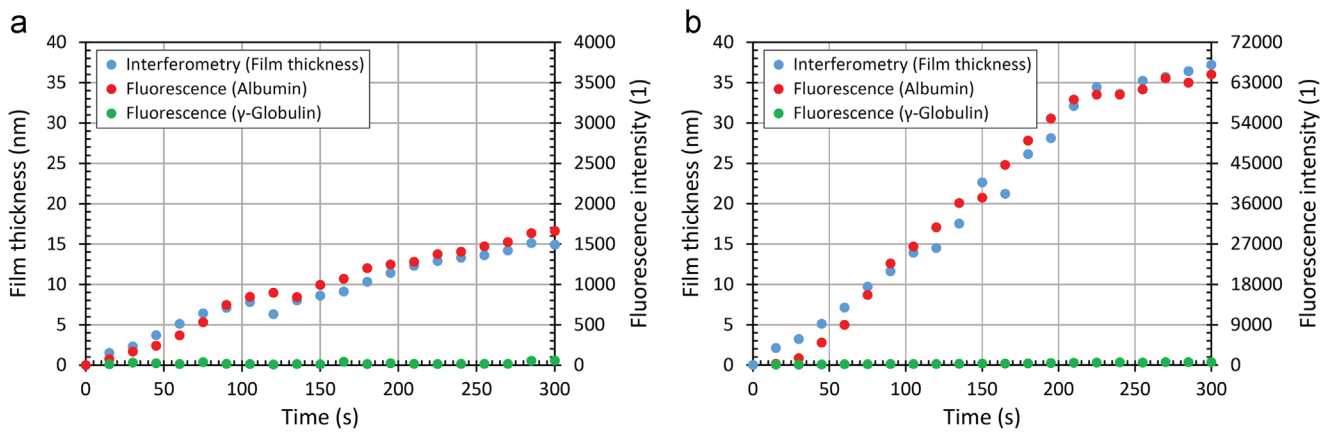 a
Film thickness (nm)
40
35
30
25
20
15
10
5
0
Interferometry (Film thickness)
Fluorescence (Albumin)
Fluorescence (γ-Globulin)
4000
3500
3000
2500
2000
1500
1000
500
0
Fluorescence intensity (1)
0 50 100 150 200 250 300
Time (s)
b
Film thickness (nm)
40
35
30
25
20
15
10
5
0
Interferometry (Film thickness)
Fluorescence (Albumin)
Fluorescence (γ-Globulin)
72000
63000
54000
45000
36000
27000
18000
9000
0
Fluorescence intensity (1)
0 50 100 150 200 250 300
Time (s)